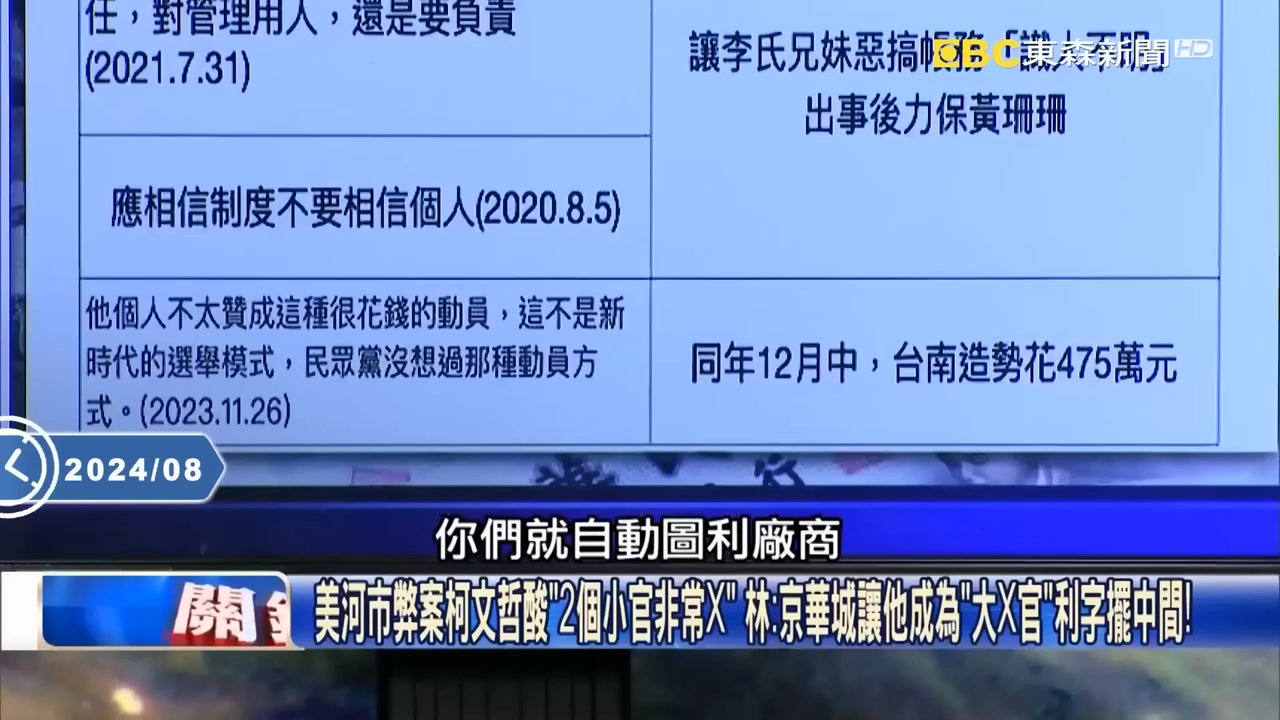 任，對管理用人，還是要負責
(2021.7.31)
讓李氏兄妹惡搞帳務「識人不明」
出事後力保黃珊珊
EBC 東森新聞 HD
應相信制度不要相信個人(2020.8.5)
他個人不太贊成這種很花錢的動員，這不是新
時代的選舉模式，民眾黨沒想過那種動員方
式。(2023.11.26)
同年12月中，台南造勢花475萬元
2024/08
你們就自動圖利廠商
關
美河市弊案柯文哲酸"2個小官非常X" 林:京華城讓他成為"大X官"利字擺中間!